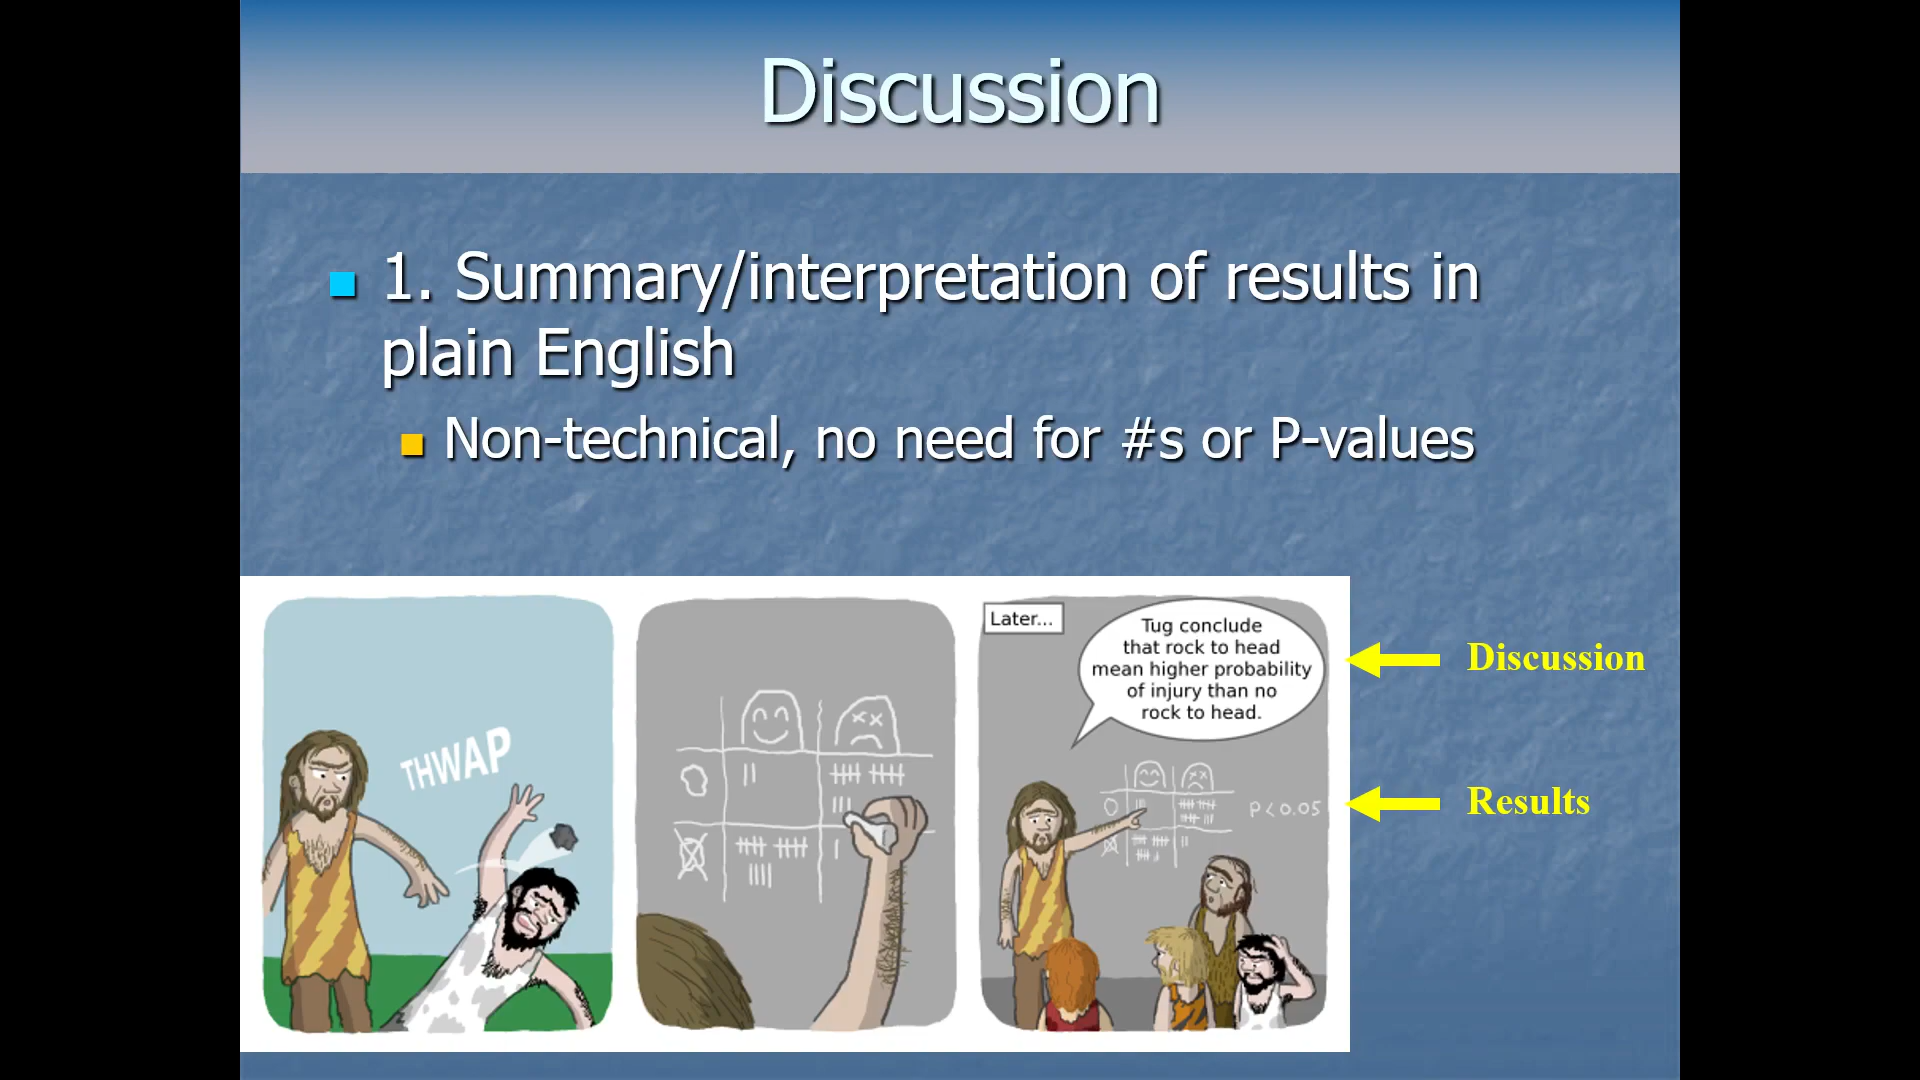 Discussion
1. Summary/interpretation of results in
plain English
Non-technical, no need for #s or P-values
THWAP
Later...
Tug conclude
that rock to head
mean higher probability
of injury than no
rock to head.
P<0.05
Discussion
Results